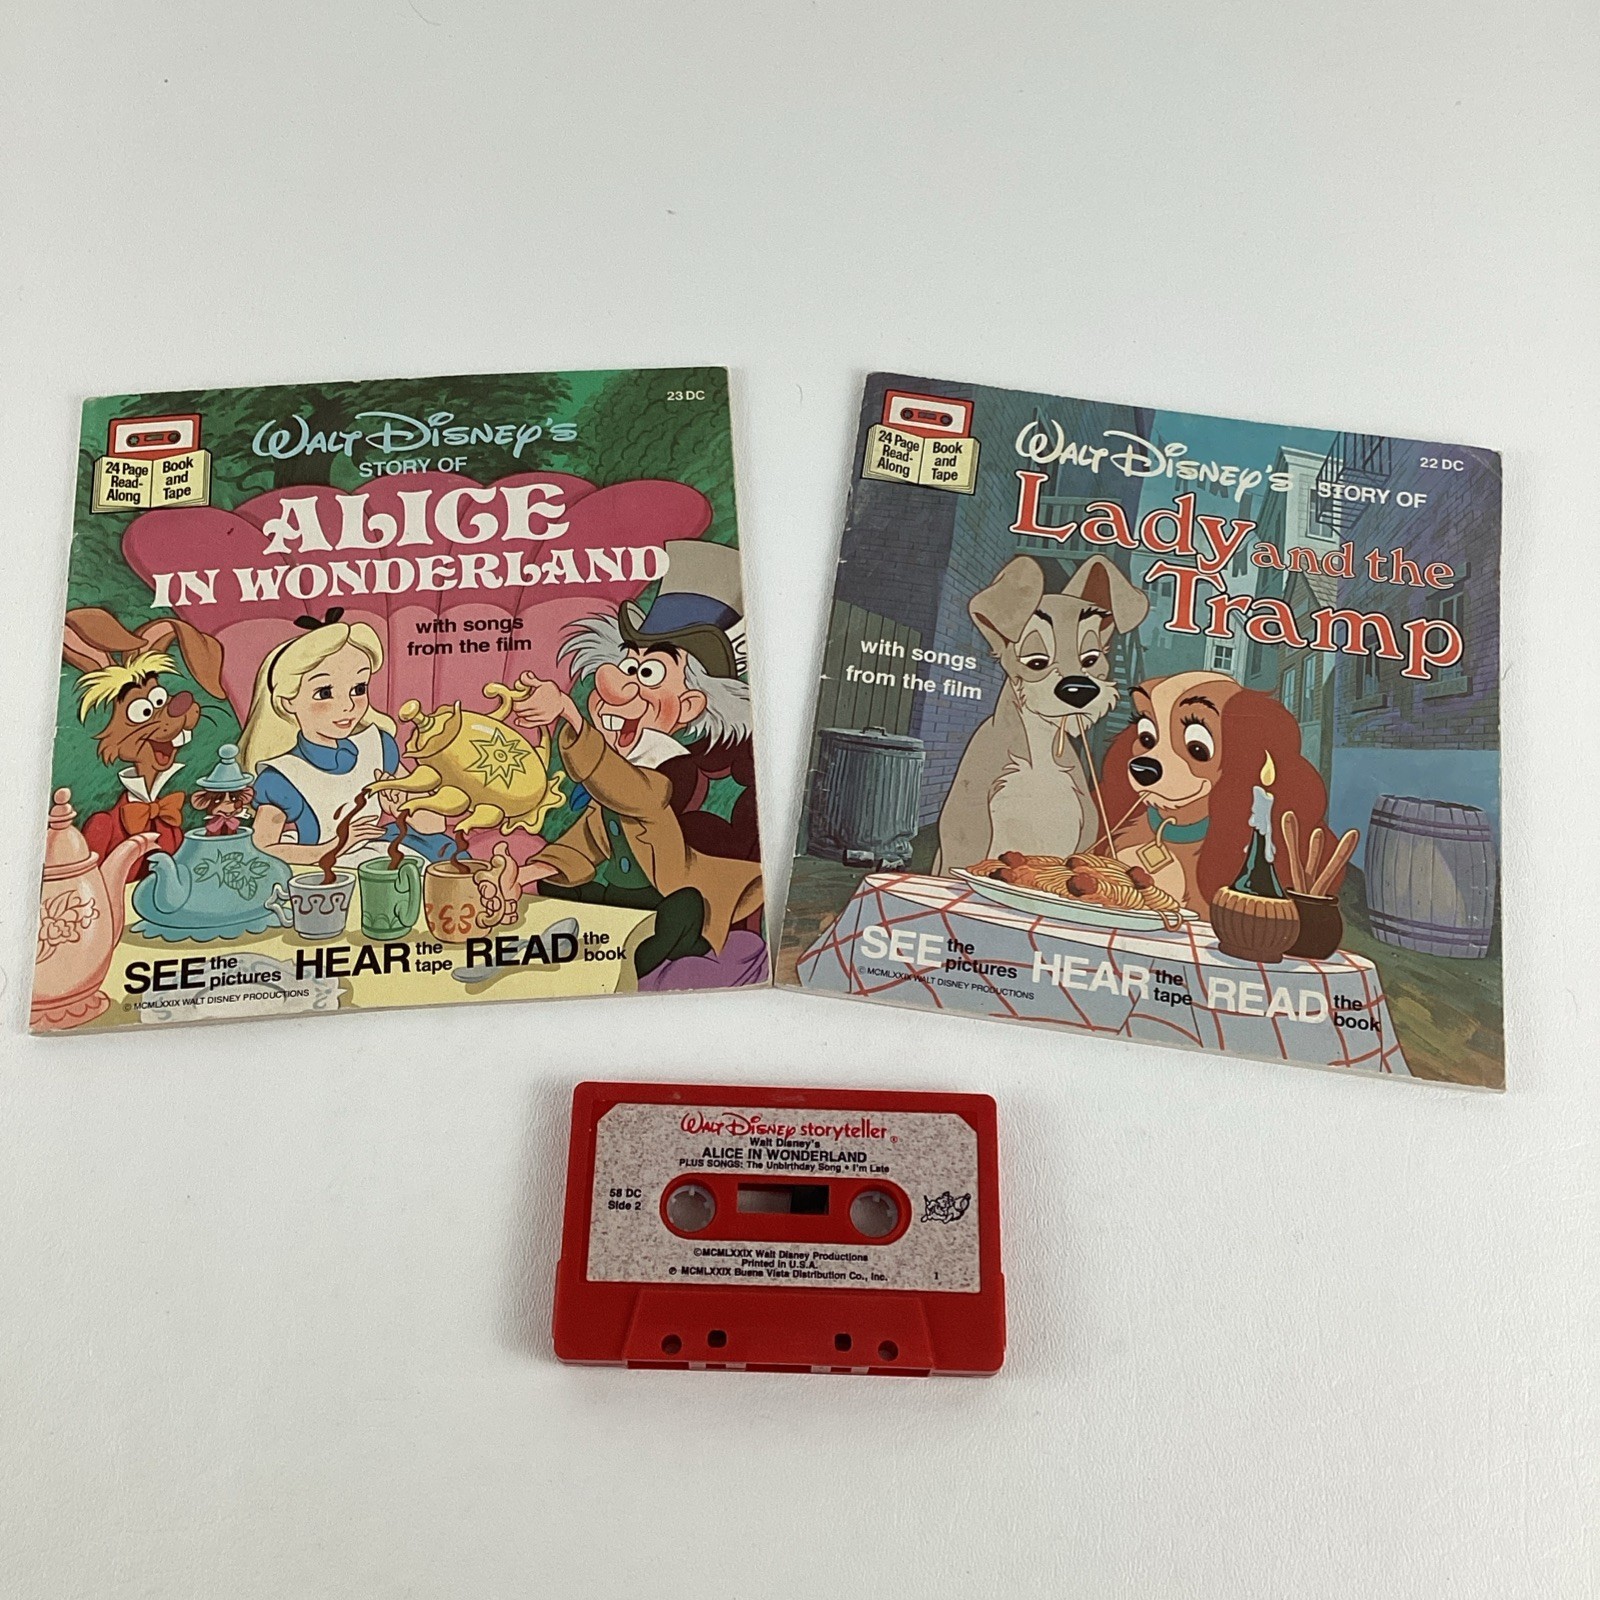 23 DC
24 Page
Read-
Along
Book
and
Tape
WALT DISNEY'S
STORY OF
ALICE
IN WONDERLAND
with songs
from the film
SEE the pictures HEAR the tape READ the book
© MCMLXXIX WALT DISNEY PRODUCTIONS
22 DC
24 Page
Read-
Along
Book
and
Tape
WALT DISNEY'S STORY OF
Lady and the
Tramp
with songs
from the film
SEE the pictures HEAR the tape READ the book
© MCMLXXIX WALT DISNEY PRODUCTIONS
WALT DISNEY storyteller®
Walt Disney's
ALICE IN WONDERLAND
PLUS SONGS: The Unbirthday Song • I'm Late
58 DC
Side 2
©MCMLXXIX Walt Disney Productions
Printed in U.S.A.
℗ MCMLXXIX Buena Vista Distribution Co., Inc.
1